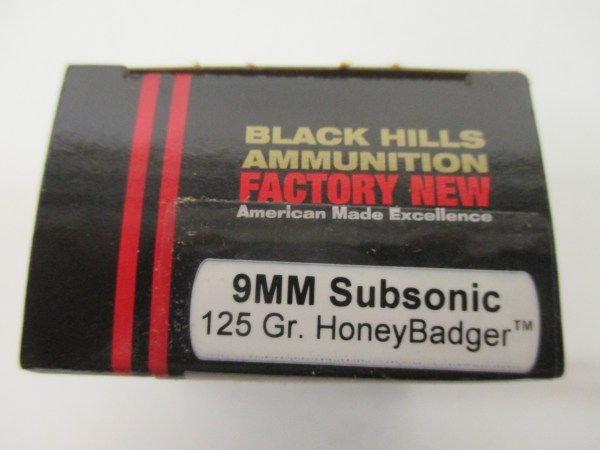 BLACK HILLS
AMMUNITION
FACTORY NEW
American Made Excellence
9MM Subsonic
125 Gr. HoneyBadger™